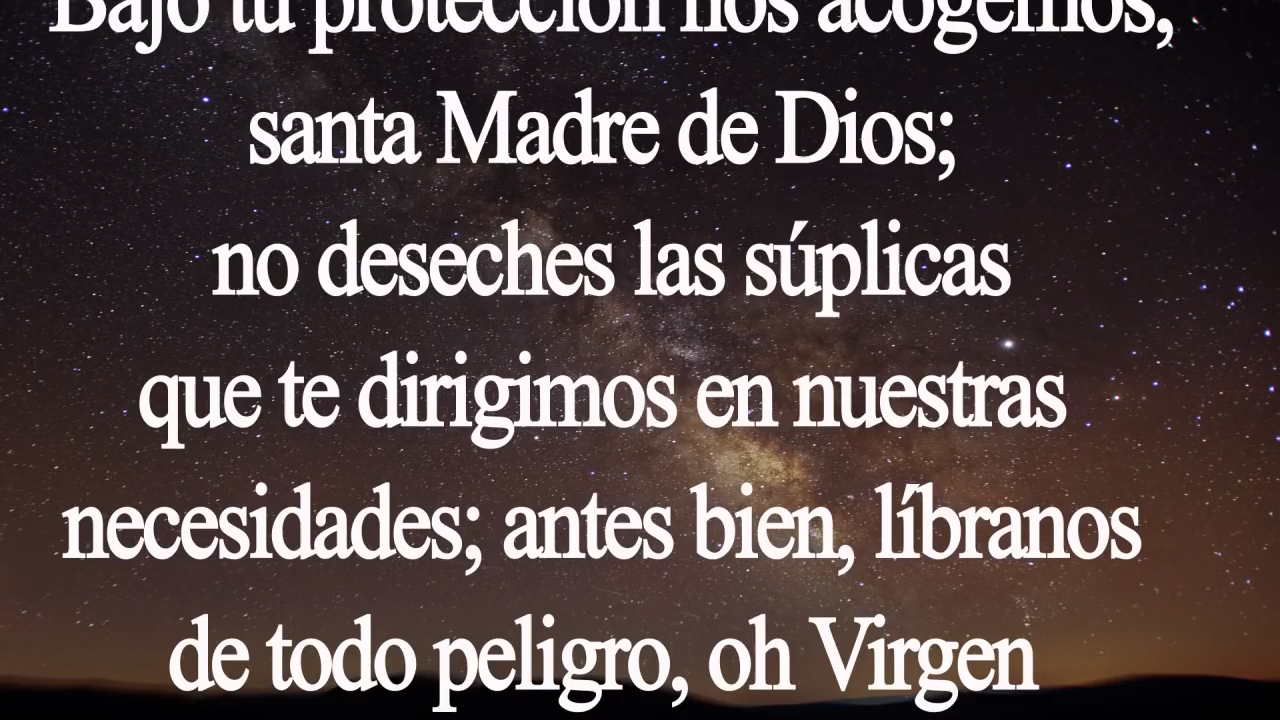 Bajo tu protección nos acogemos,
santa Madre de Dios;
no deseches las súplicas
que te dirigimos en nuestras
necesidades; antes bien, líbranos
de todo peligro, oh Virgen